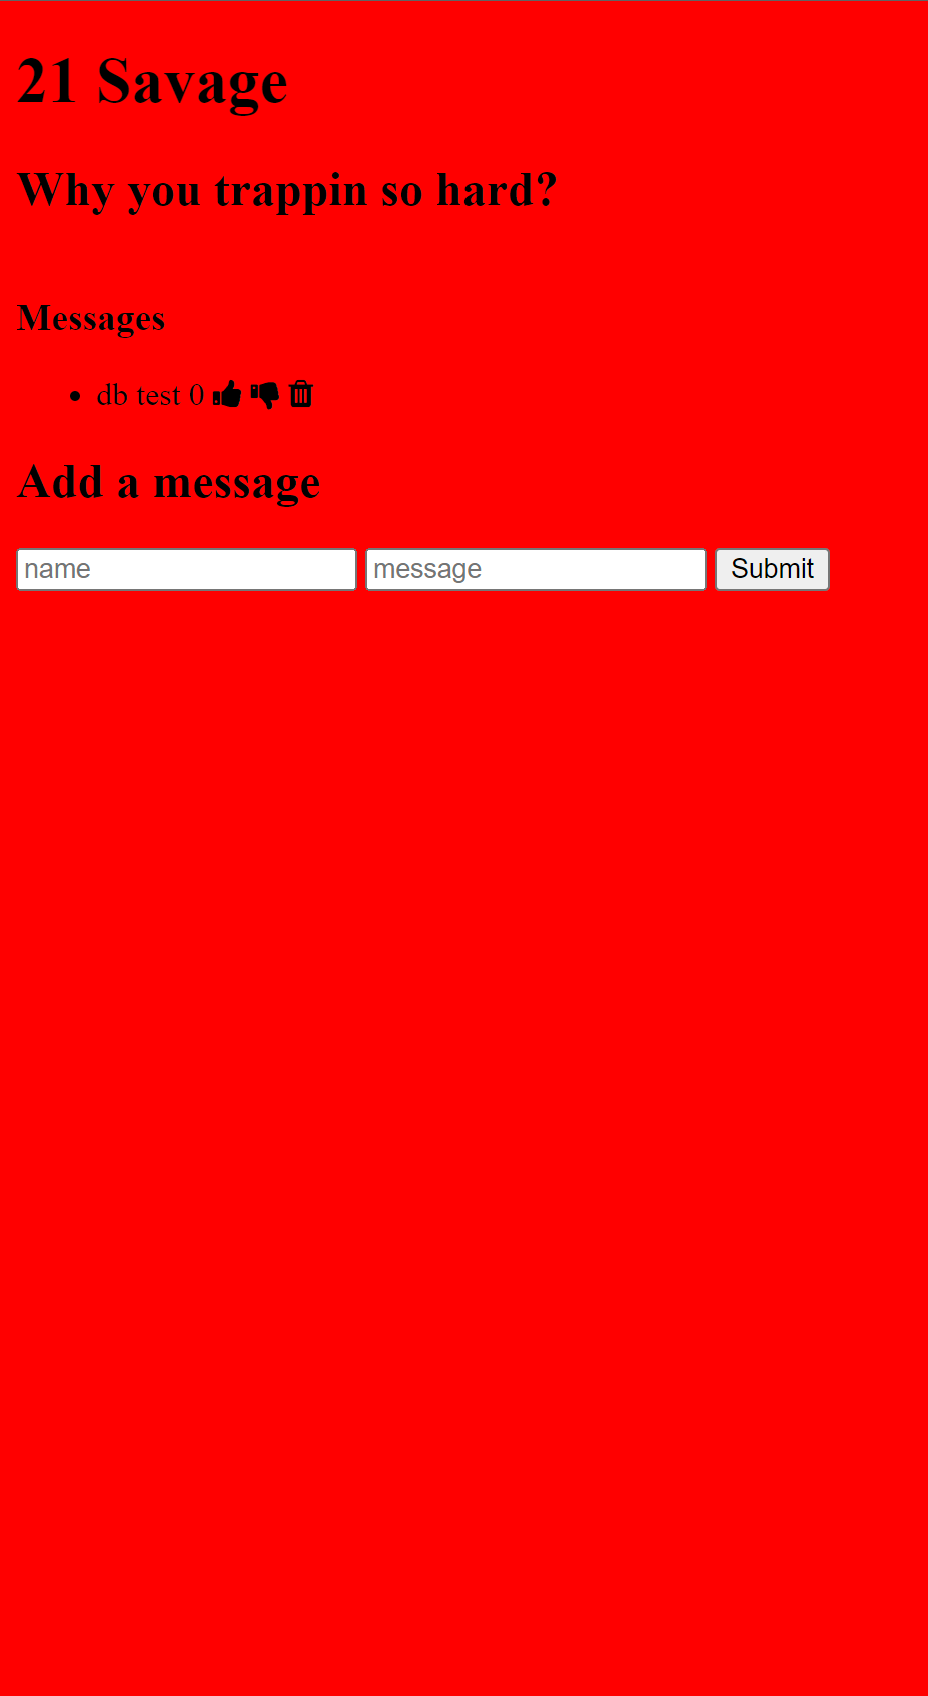 21 Savage
Why you trappin so hard?
Messages
db test 0
Add a message
name message Submit